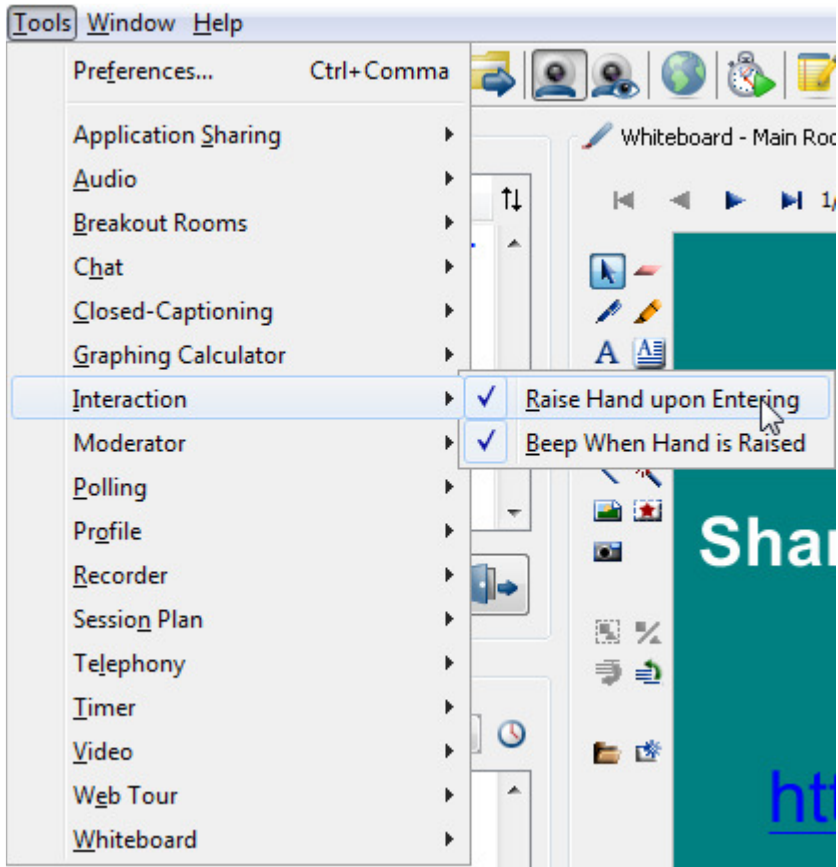 Tools Window Help
Preferences... Ctrl+Comma
Application Sharing
Whiteboard - Main Roo
Audio
1/
Breakout Rooms
Chat
Closed-Captioning
Graphing Calculator
A A
Interaction
Raise Hand upon Entering
Moderator
Beep When Hand is Raised
Polling
Profile
Shar
Recorder
Session Plan
Telephony
Timer
Video
Web Tour
htt
Whiteboard